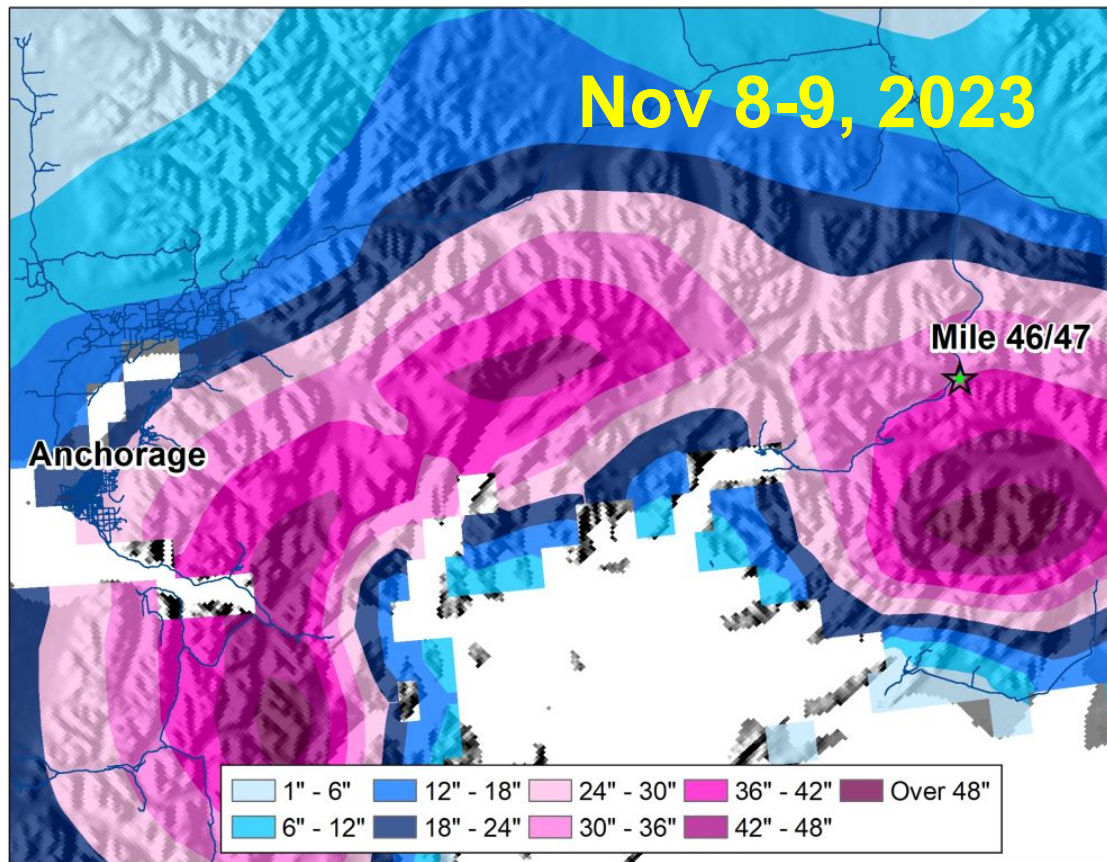 Nov 8-9, 2023
Mile 46/47
Anchorage
1" - 6" 12" - 18" 24" - 30" 36" - 42" Over 48"
6" - 12" 18" - 24" 30" - 36" 42" - 48"